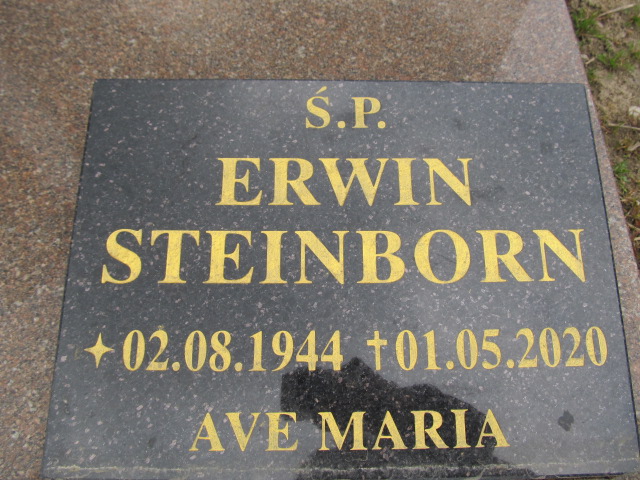 Ś.P.
ERWIN
STEINBORN
✦02.08.1944 ✝01.05.2020
AVE MARIA